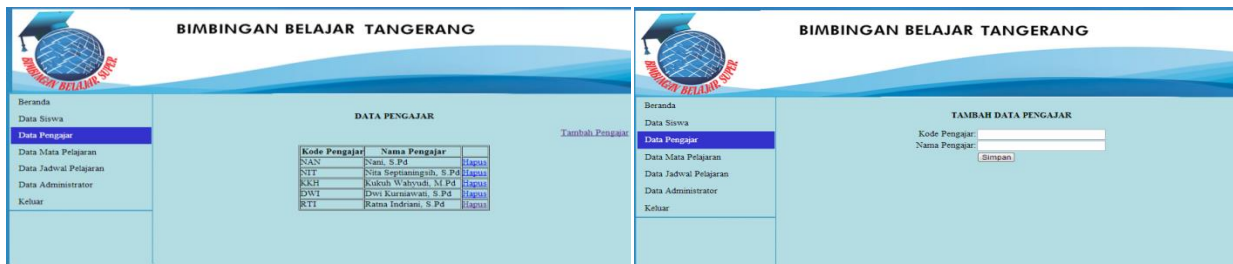 BIMBINGAN BELAJAR TANGERANG
BIMBINGAN BELAJAR SUPER
Beranda
Data Siswa
Data Pengajar
Data Mata Pelajaran
Data Jadwal Pelajaran
Data Administrator
Keluar
DATA PENGAJAR
Tambah Pengajar
Kode Pengajar Nama Pengajar
NAN Nani, S.Pd Hapus
NIT Nita Septianingsih, S.Pd Hapus
KKH Kukuh Wahyudi, M.Pd Hapus
DWI Dwi Kurniawati, S.Pd Hapus
RTI Ratna Indriani, S.Pd Hapus
BIMBINGAN BELAJAR TANGERANG
BIMBINGAN BELAJAR SUPER
Beranda
Data Siswa
Data Pengajar
Data Mata Pelajaran
Data Jadwal Pelajaran
Data Administrator
Keluar
TAMBAH DATA PENGAJAR
Kode Pengajar:
Nama Pengajar:
Simpan